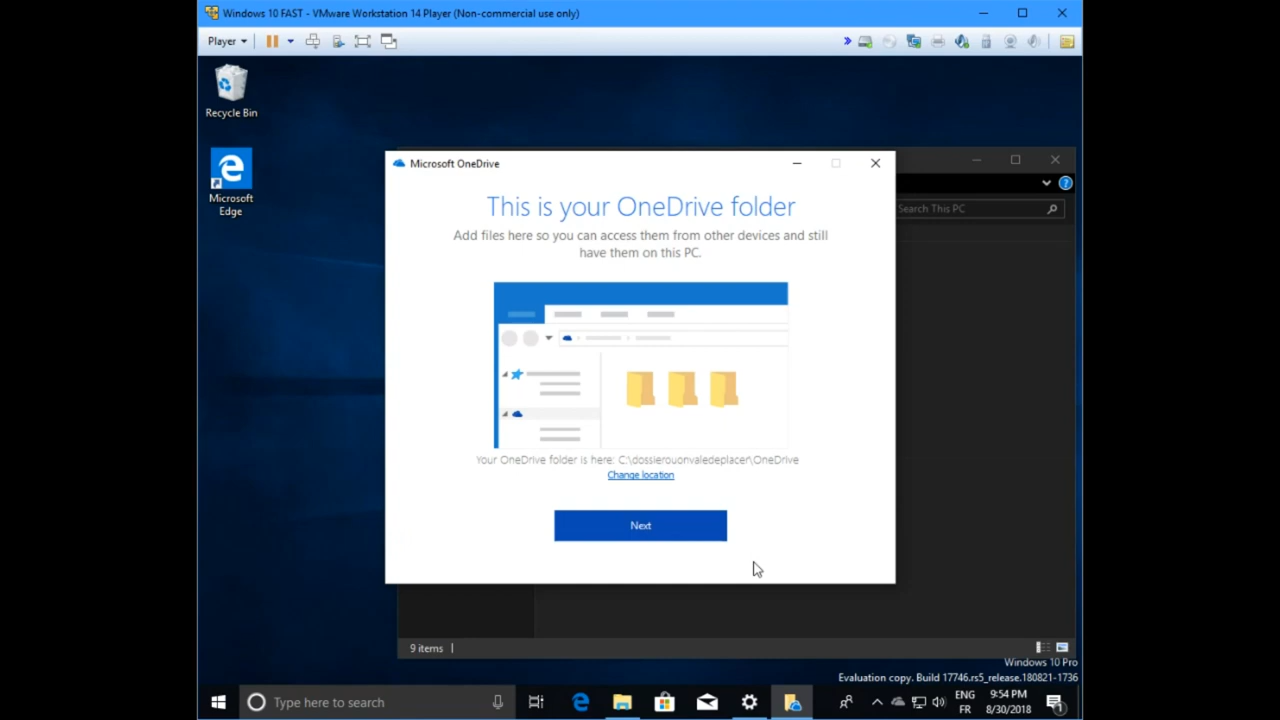 Windows 10 FAST - VMware Workstation 14 Player (Non-commercial use only)
Player
Recycle Bin
Microsoft
Edge
Microsoft OneDrive
Search This PC
This is your OneDrive folder
Add files here so you can access them from other devices and still
have them on this PC.
Your OneDrive folder is here: C:\dossierouonvaledeplacer\OneDrive
Change location
Next
9 items
Windows 10 Pro
Evaluation copy. Build 17746.rs5_release.180821-1736
Type here to search
ENG
FR
9:54 PM
8/30/2018
1